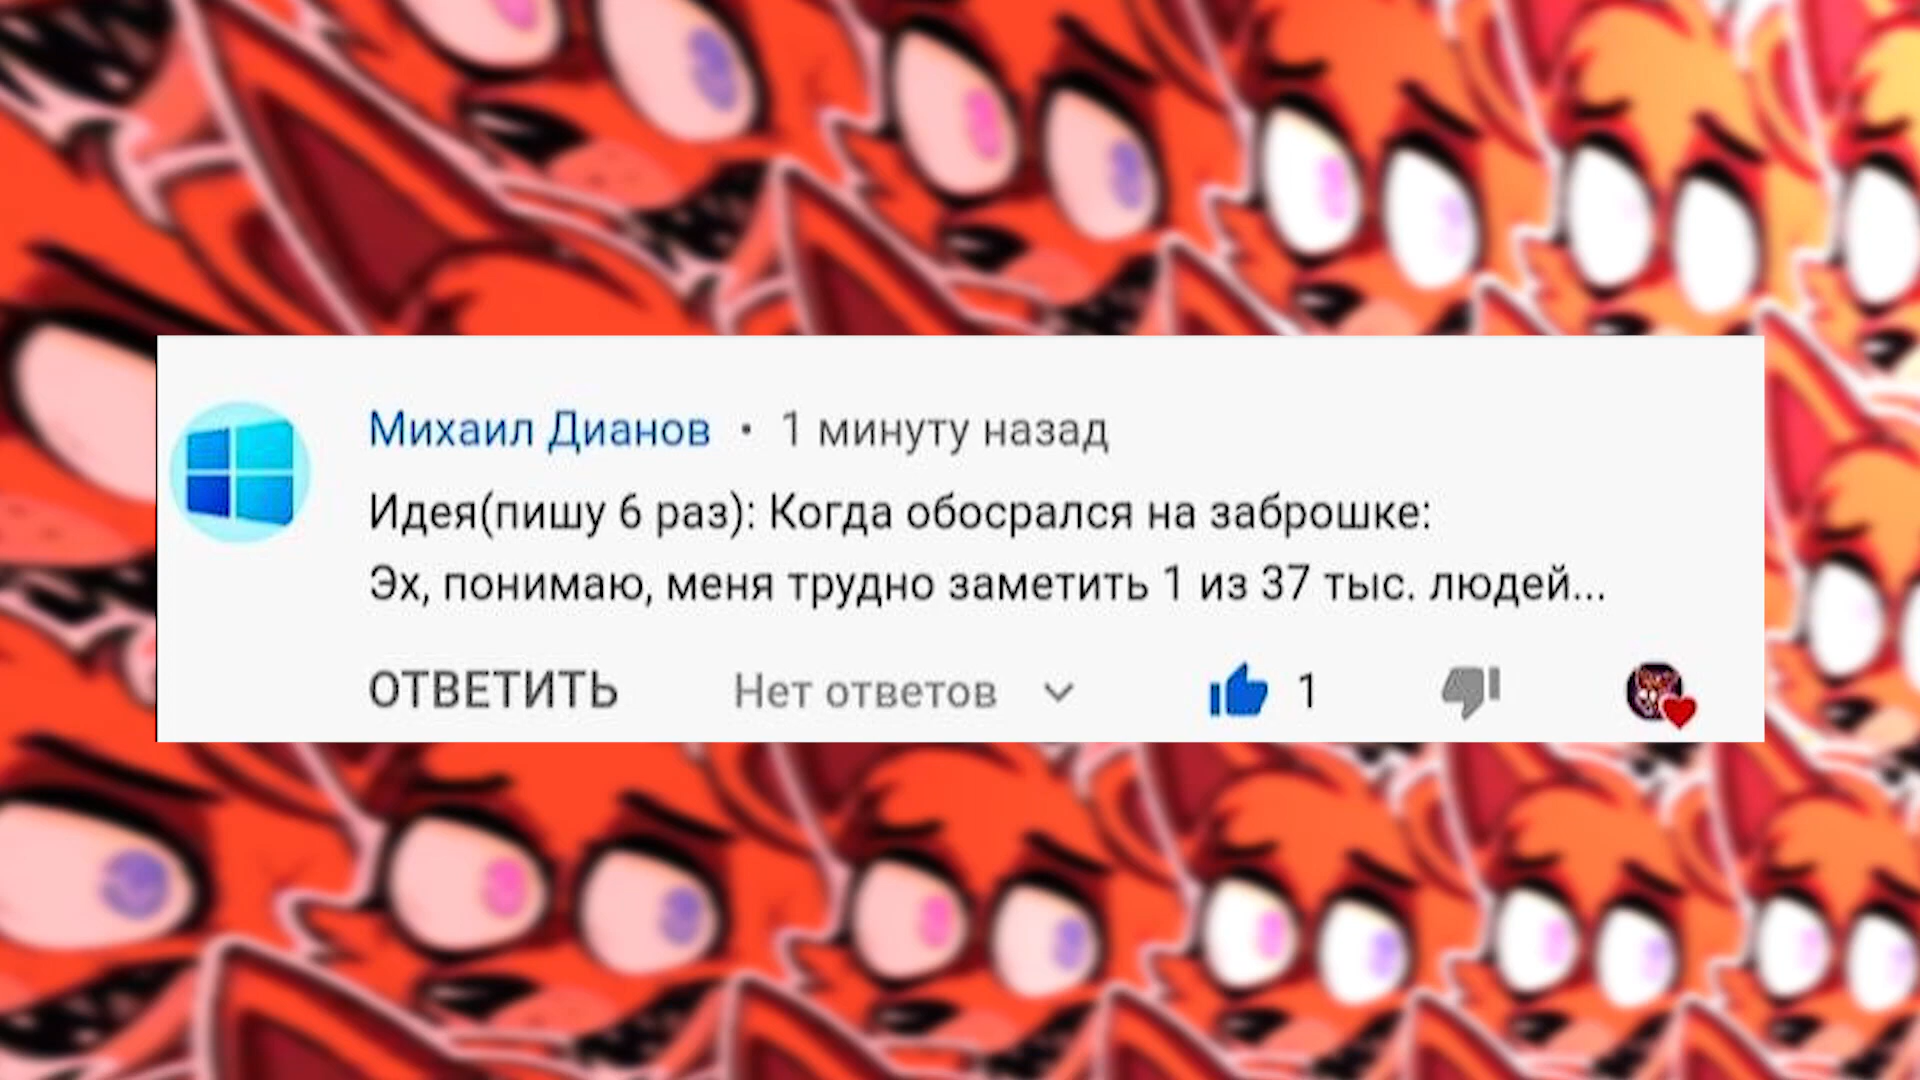 Михаил Дианов • 1 минуту назад
Идея(пишу 6 раз): Когда обосрался на заброшке:
Эх, понимаю, меня трудно заметить 1 из 37 тыс. людей...
ОТВЕТИТЬ Нет ответов 1